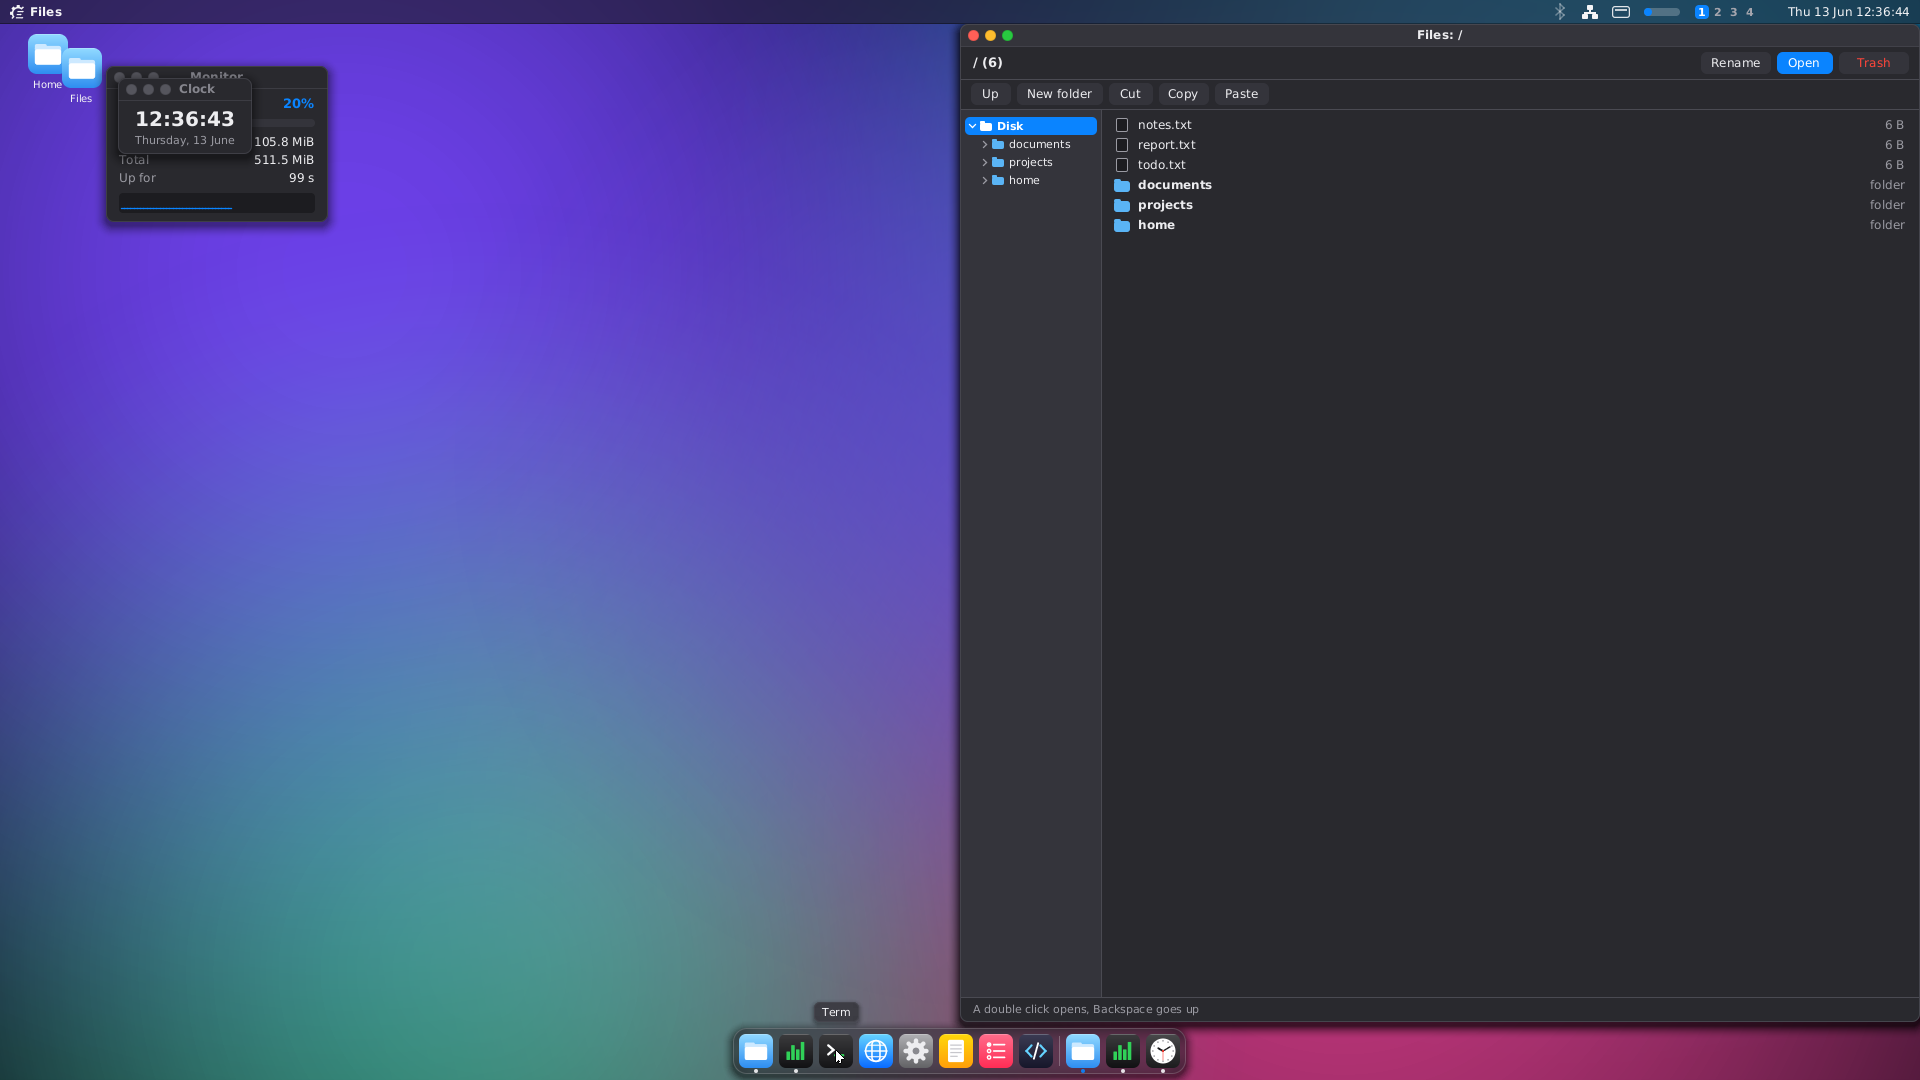 Files
1 2 3 4
Thu 13 Jun 12:36:44
Home
Files
Monitor
20%
105.8 MiB
Total 511.5 MiB
Up for 99 s
Clock
12:36:43
Thursday, 13 June
Files: /
/ (6)
Rename Open Trash
Up New folder Cut Copy Paste
Disk
documents
projects
home
notes.txt 6 B
report.txt 6 B
todo.txt 6 B
documents folder
projects folder
home folder
A double click opens, Backspace goes up
Term